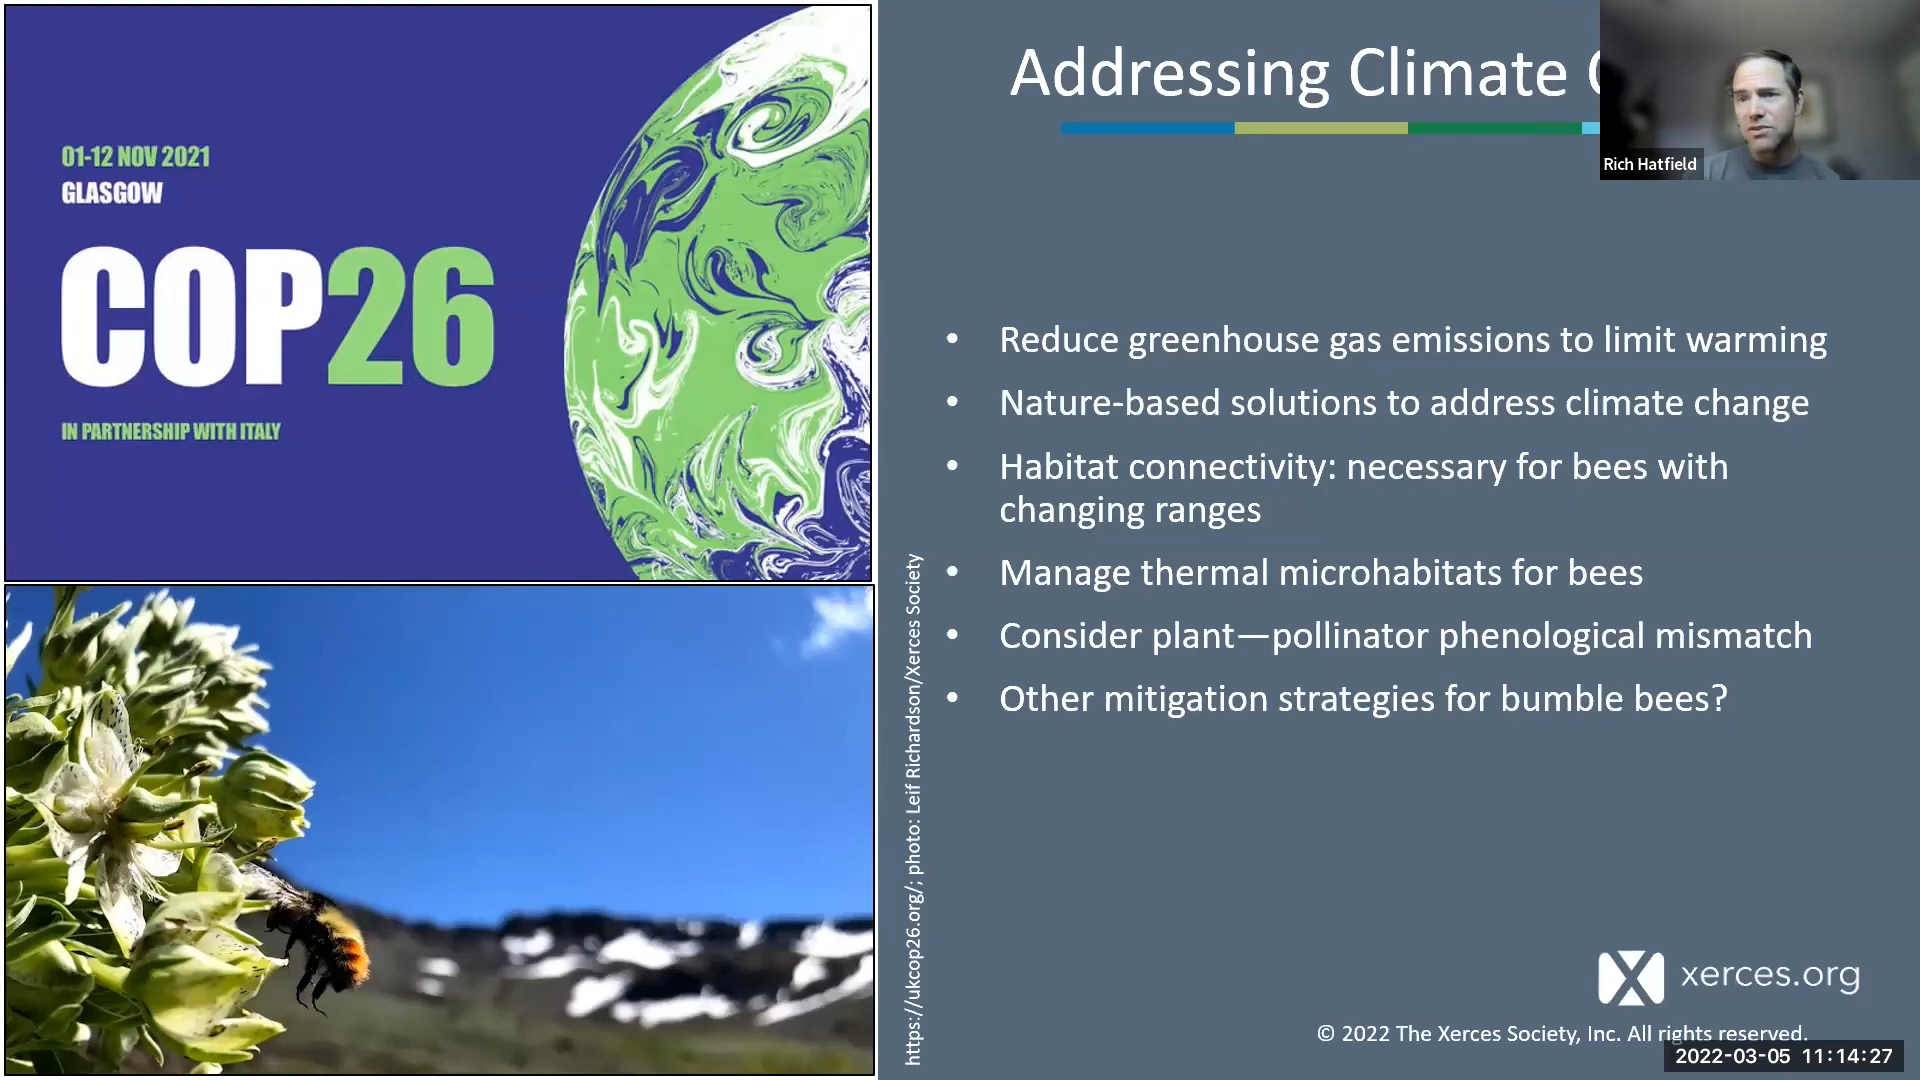 01-12 NOV 2021
GLASGOW
COP26
IN PARTNERSHIP WITH ITALY
Addressing Climate
Rich Hatfield
• Reduce greenhouse gas emissions to limit warming
• Nature-based solutions to address climate change
• Habitat connectivity: necessary for bees with
changing ranges
• Manage thermal microhabitats for bees
• Consider plant—pollinator phenological mismatch
• Other mitigation strategies for bumble bees?
https://ukcop26.org/; photo: Leif Richardson/Xerces Society
xerces.org
© 2022 The Xerces Society, Inc. All rights reserved.
2022-03-05 11:14:27